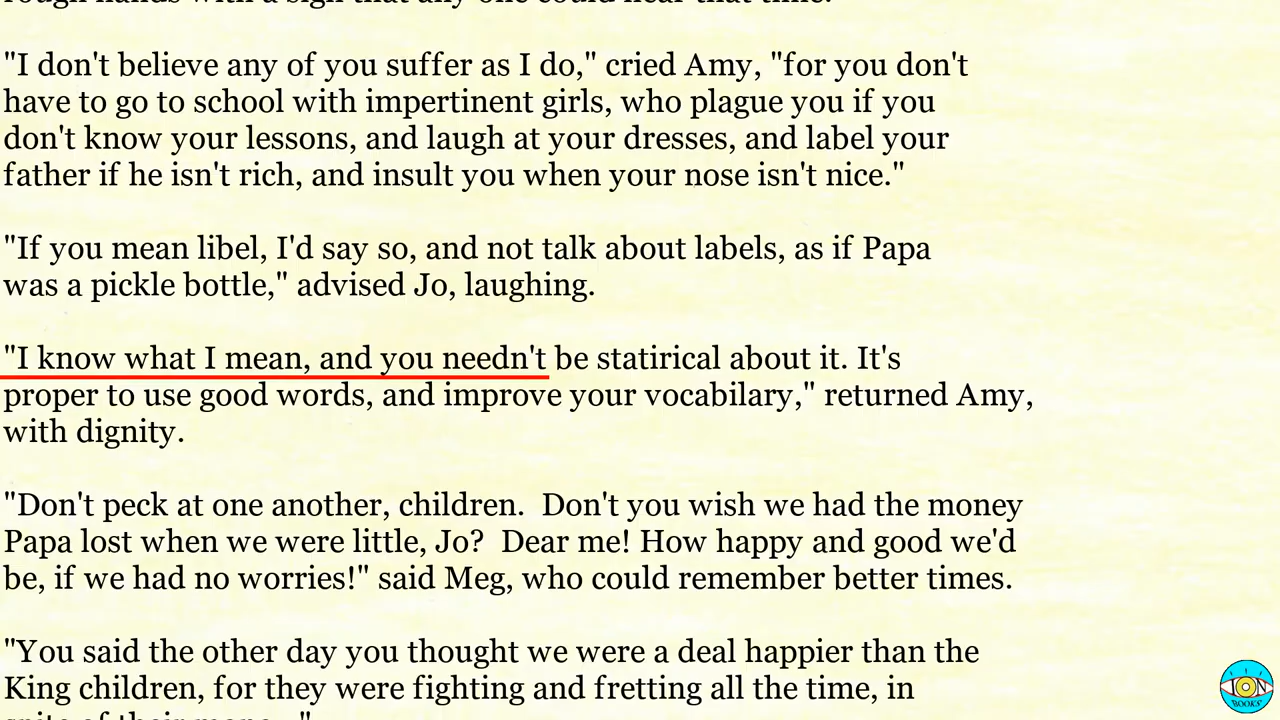 "I don't believe any of you suffer as I do," cried Amy, "for you don't
have to go to school with impertinent girls, who plague you if you
don't know your lessons, and laugh at your dresses, and label your
father if he isn't rich, and insult you when your nose isn't nice."
"If you mean libel, I'd say so, and not talk about labels, as if Papa
was a pickle bottle," advised Jo, laughing.
"I know what I mean, and you needn't be statirical about it. It's
proper to use good words, and improve your vocabilary," returned Amy,
with dignity.
"Don't peck at one another, children.  Don't you wish we had the money
Papa lost when we were little, Jo?  Dear me! How happy and good we'd
be, if we had no worries!" said Meg, who could remember better times.
"You said the other day you thought we were a deal happier than the
King children, for they were fighting and fretting all the time, in
ION
BOOKS